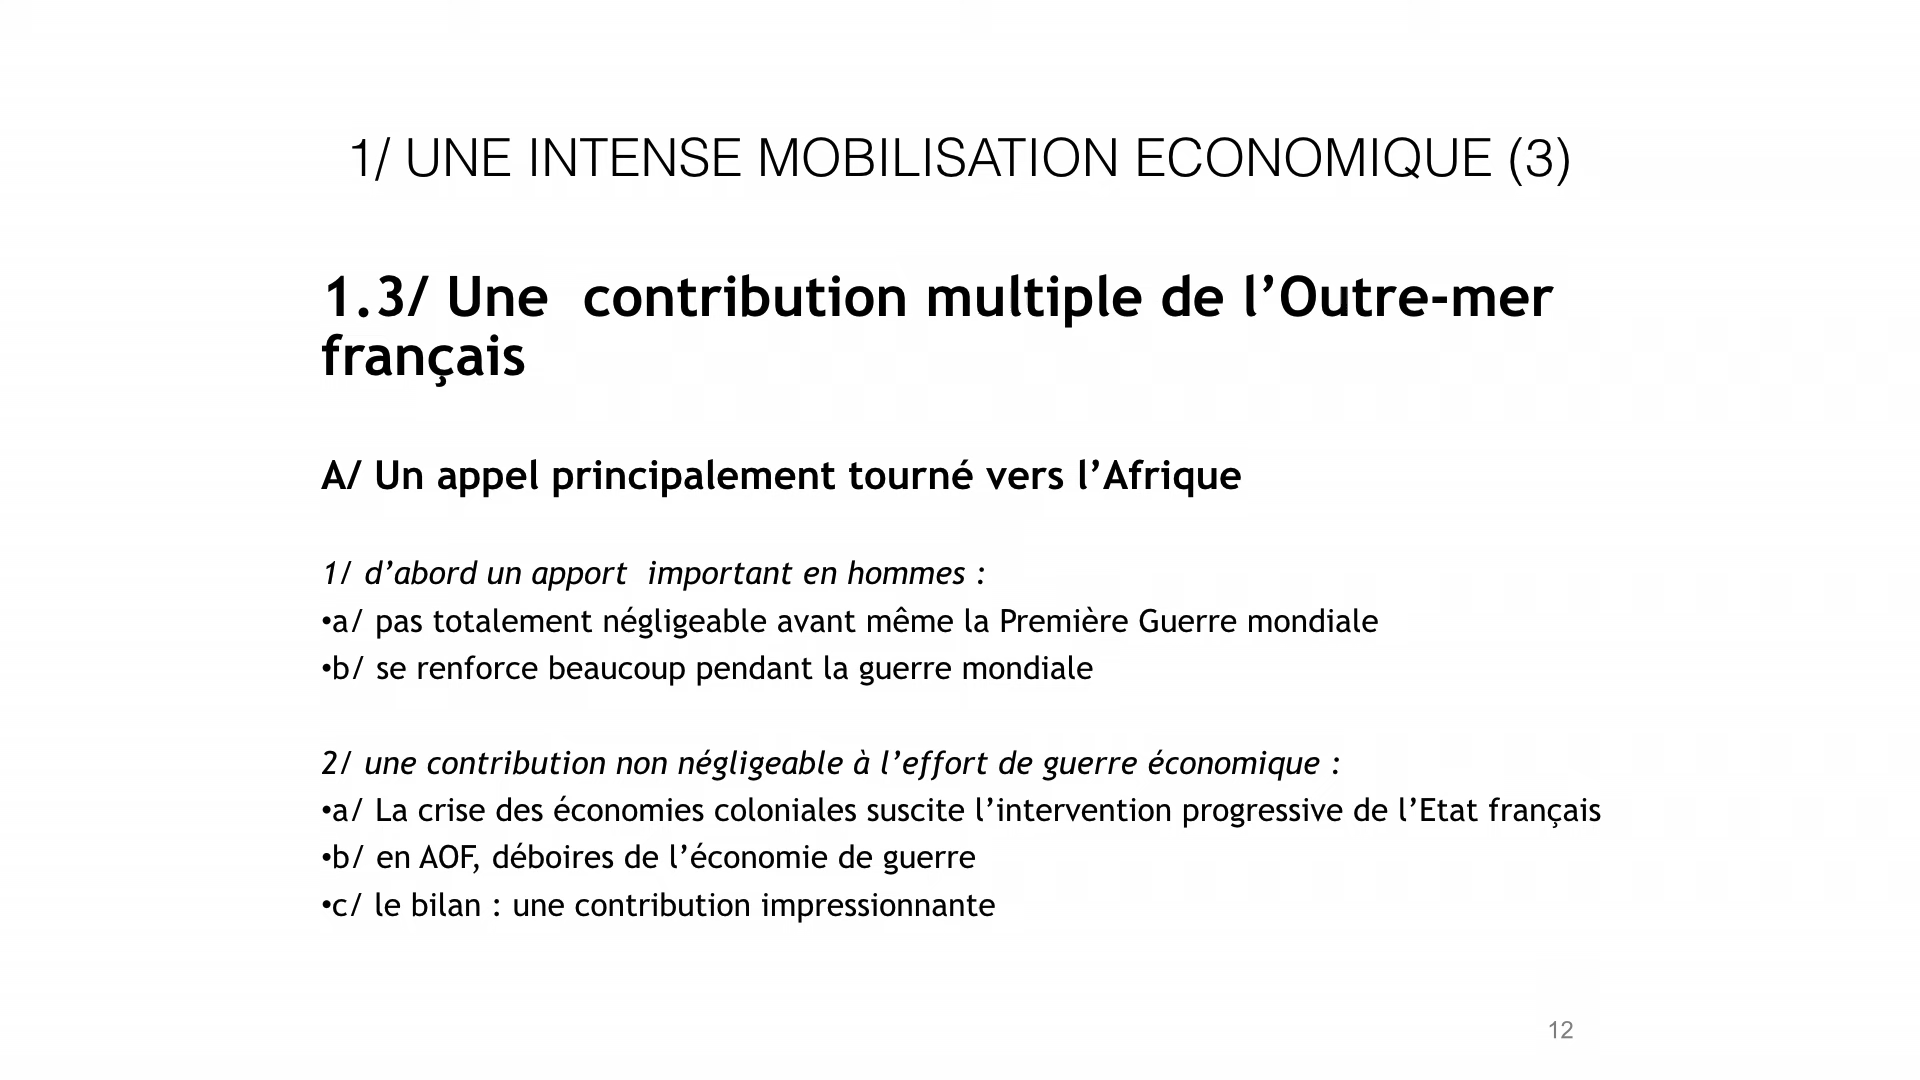 1/ UNE INTENSE MOBILISATION ECONOMIQUE (3)
1.3/ Une  contribution multiple de l’Outre-mer
français
A/ Un appel principalement tourné vers l’Afrique
1/ d’abord un apport  important en hommes :
•a/ pas totalement négligeable avant même la Première Guerre mondiale
•b/ se renforce beaucoup pendant la guerre mondiale
2/ une contribution non négligeable à l’effort de guerre économique :
•a/ La crise des économies coloniales suscite l’intervention progressive de l’Etat français
•b/ en AOF, déboires de l’économie de guerre
•c/ le bilan : une contribution impressionnante
12